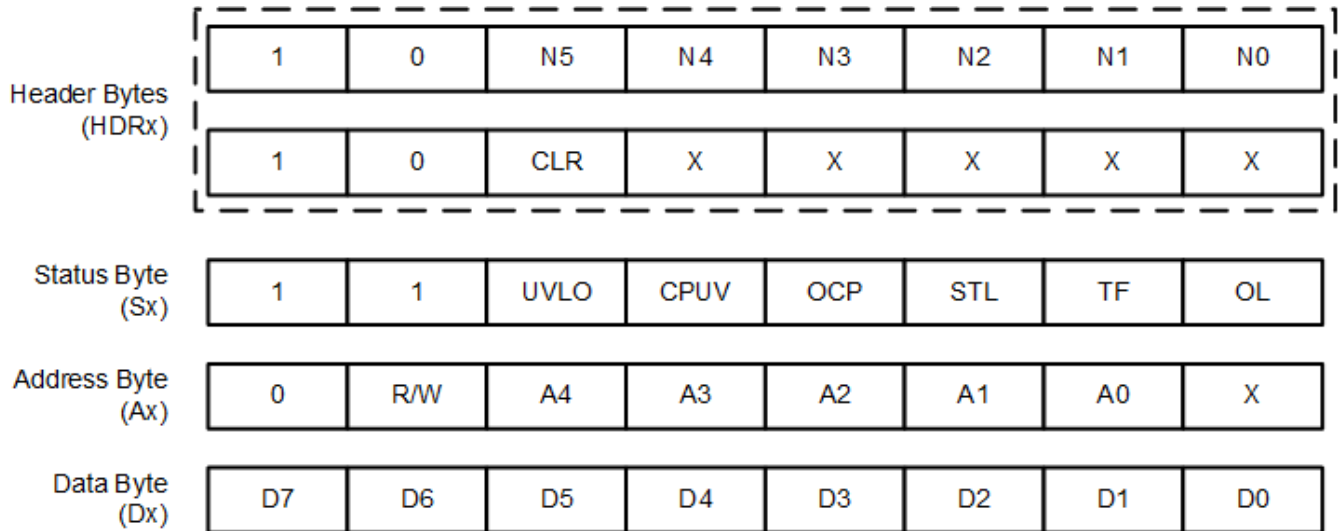 1 0 N5 N4 N3 N2 N1 N0
Header Bytes
(HDRx)
1 0 CLR X X X X X
Status Byte
(Sx)
1 1 UVLO CPUV OCP STL TF OL
Address Byte
(Ax)
0 R/W A4 A3 A2 A1 A0 X
Data Byte
(Dx)
D7 D6 D5 D4 D3 D2 D1 D0